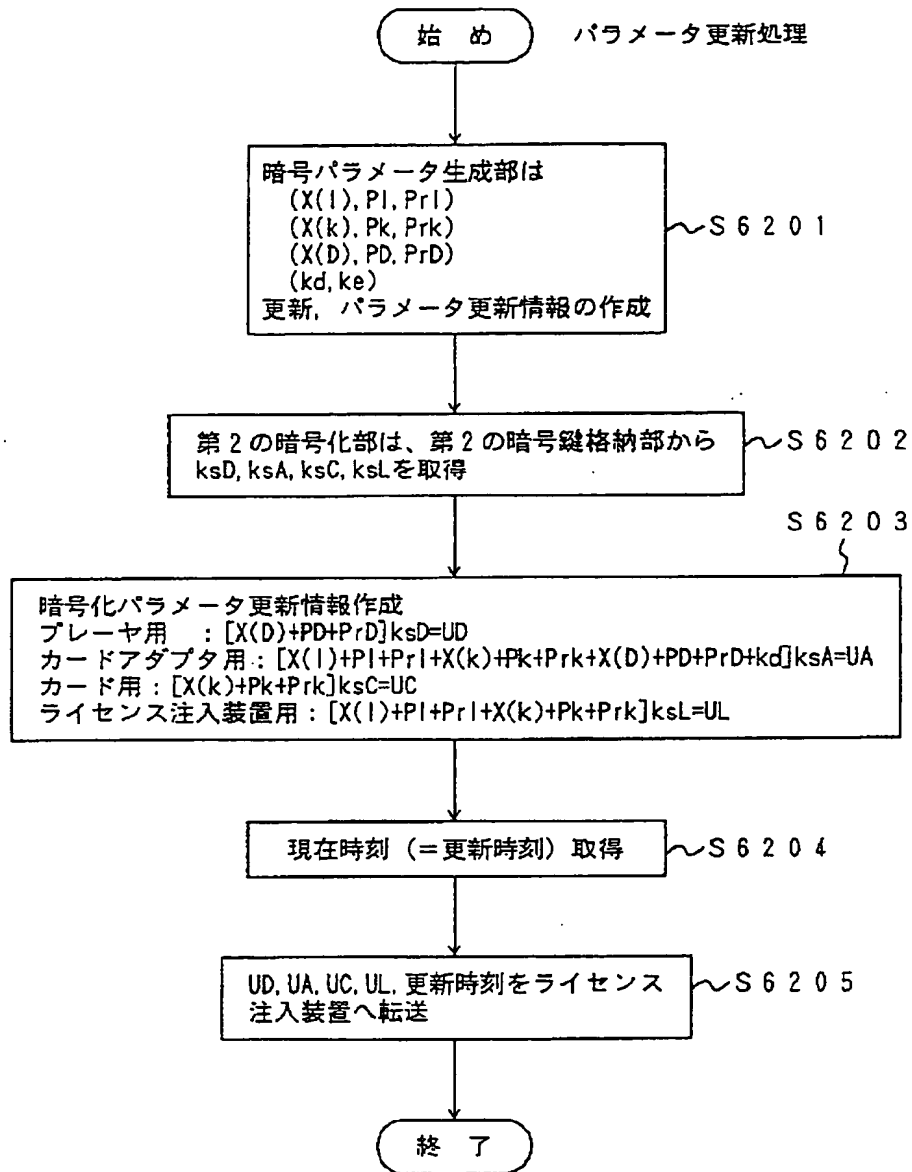 始 め
パラメータ更新処理
暗号パラメータ生成部は
(X(l), Pl, Prl)
(X(k), Pk, Prk)
(X(D), PD, PrD)
(kd, ke)
更新, パラメータ更新情報の作成
S6201
第2の暗号化部は、第2の暗号鍵格納部から
ksD, ksA, ksC, ksLを取得
S6202
S6203
暗号化パラメータ更新情報作成
プレーヤ用 : [X(D)+PD+PrD]ksD=UD
カードアダプタ用 : [X(l)+Pl+Prl+X(k)+Pk+Prk+X(D)+PD+PrD+kd]ksA=UA
カード用 : [X(k)+Pk+Prk]ksC=UC
ライセンス注入装置用 : [X(l)+Pl+Prl+X(k)+Pk+Prk]ksL=UL
現在時刻 (=更新時刻) 取得
S6204
UD, UA, UC, UL, 更新時刻をライセンス
注入装置へ転送
S6205
終 了